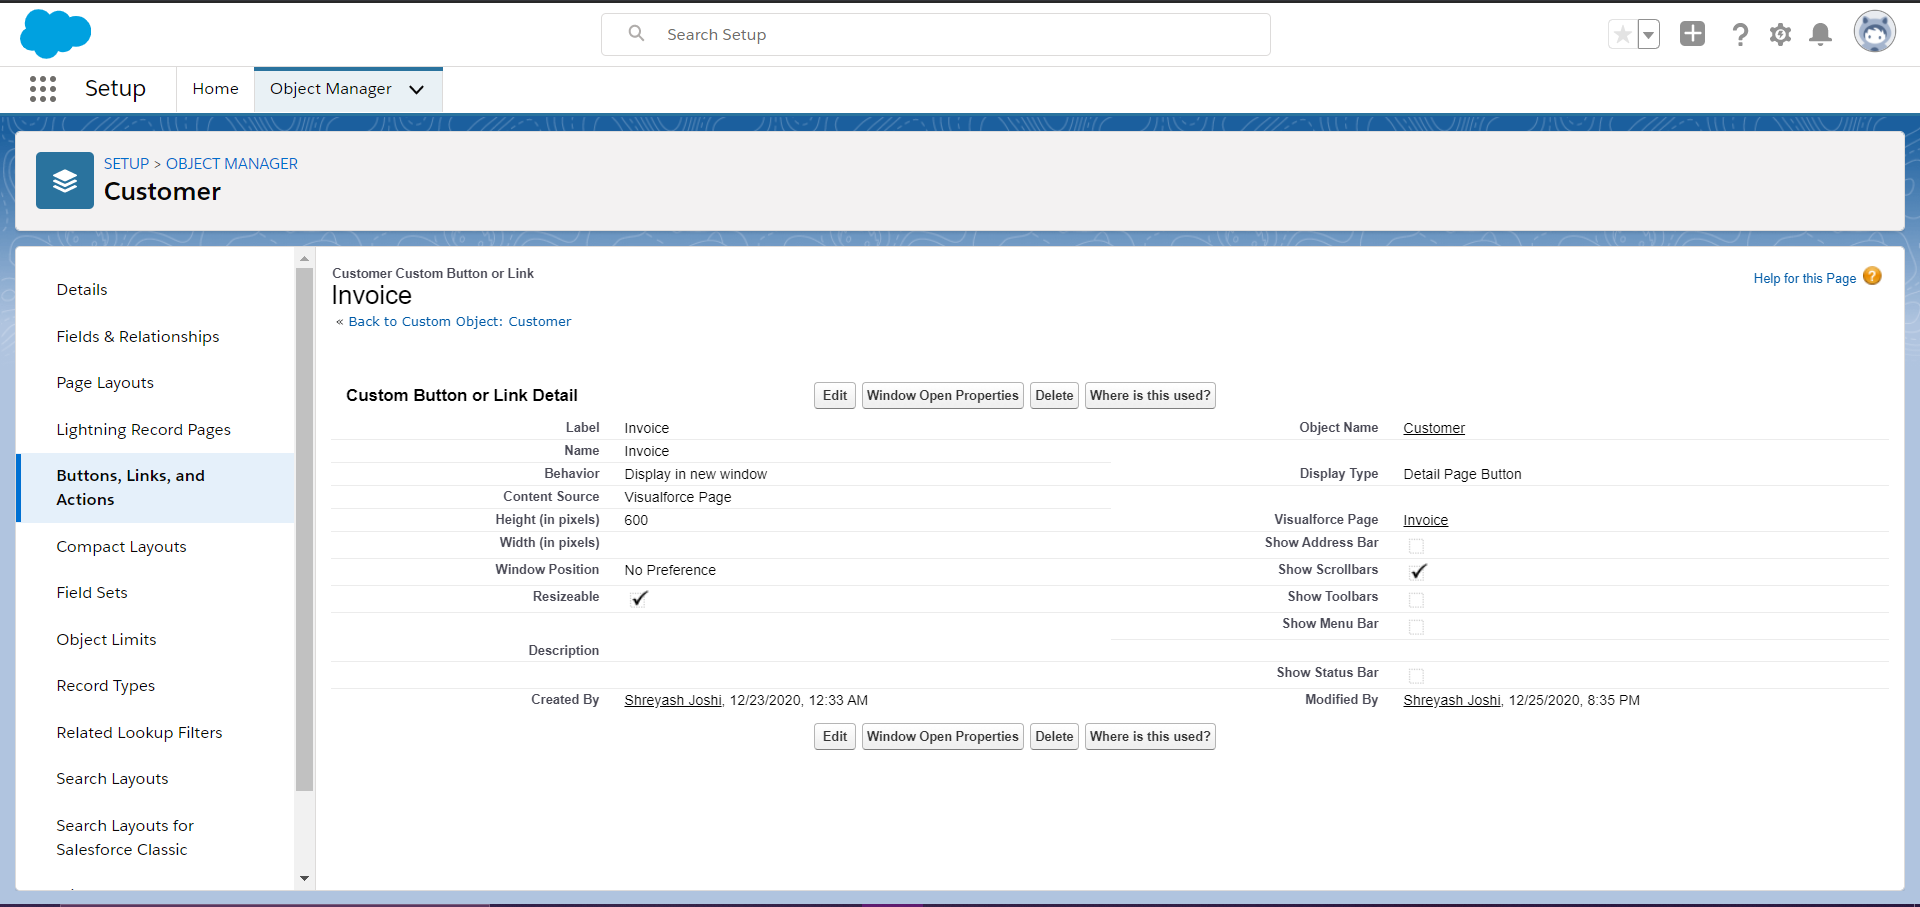 Search Setup
Setup
Home
Object Manager
SETUP > OBJECT MANAGER
Customer
Details
Fields & Relationships
Page Layouts
Lightning Record Pages
Buttons, Links, and
Actions
Compact Layouts
Field Sets
Object Limits
Record Types
Related Lookup Filters
Search Layouts
Search Layouts for
Salesforce Classic
Customer Custom Button or Link
Invoice
« Back to Custom Object: Customer
Help for this Page ?
Custom Button or Link Detail
Edit Window Open Properties Delete Where is this used?
Label Invoice Object Name Customer
Name Invoice
Behavior Display in new window Display Type Detail Page Button
Content Source Visualforce Page
Height (in pixels) 600 Visualforce Page Invoice
Width (in pixels) Show Address Bar
Window Position No Preference Show Scrollbars
Resizeable Show Toolbars
Show Menu Bar
Description
Show Status Bar
Created By Shreyash Joshi, 12/23/2020, 12:33 AM Modified By Shreyash Joshi, 12/25/2020, 8:35 PM
Edit Window Open Properties Delete Where is this used?